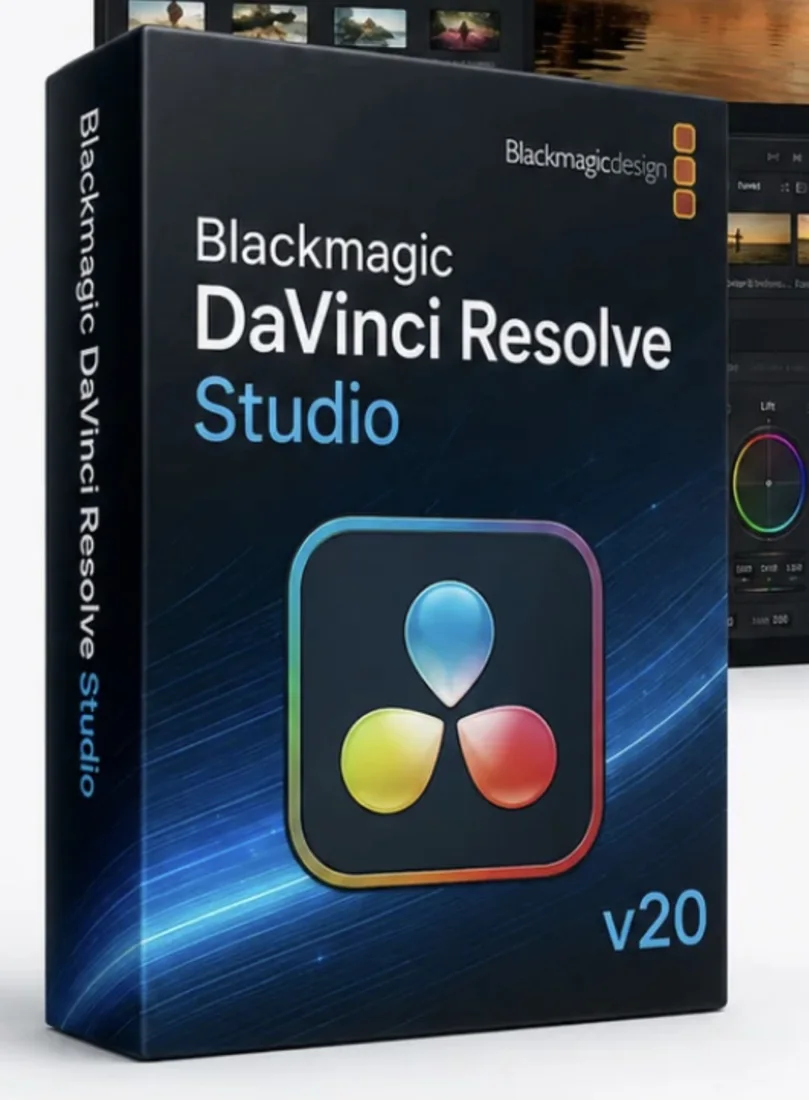 Blackmagicdesign
Blackmagic
DaVinci Resolve
Studio
v20
Blackmagic DaVinci Resolve Studio
Lift